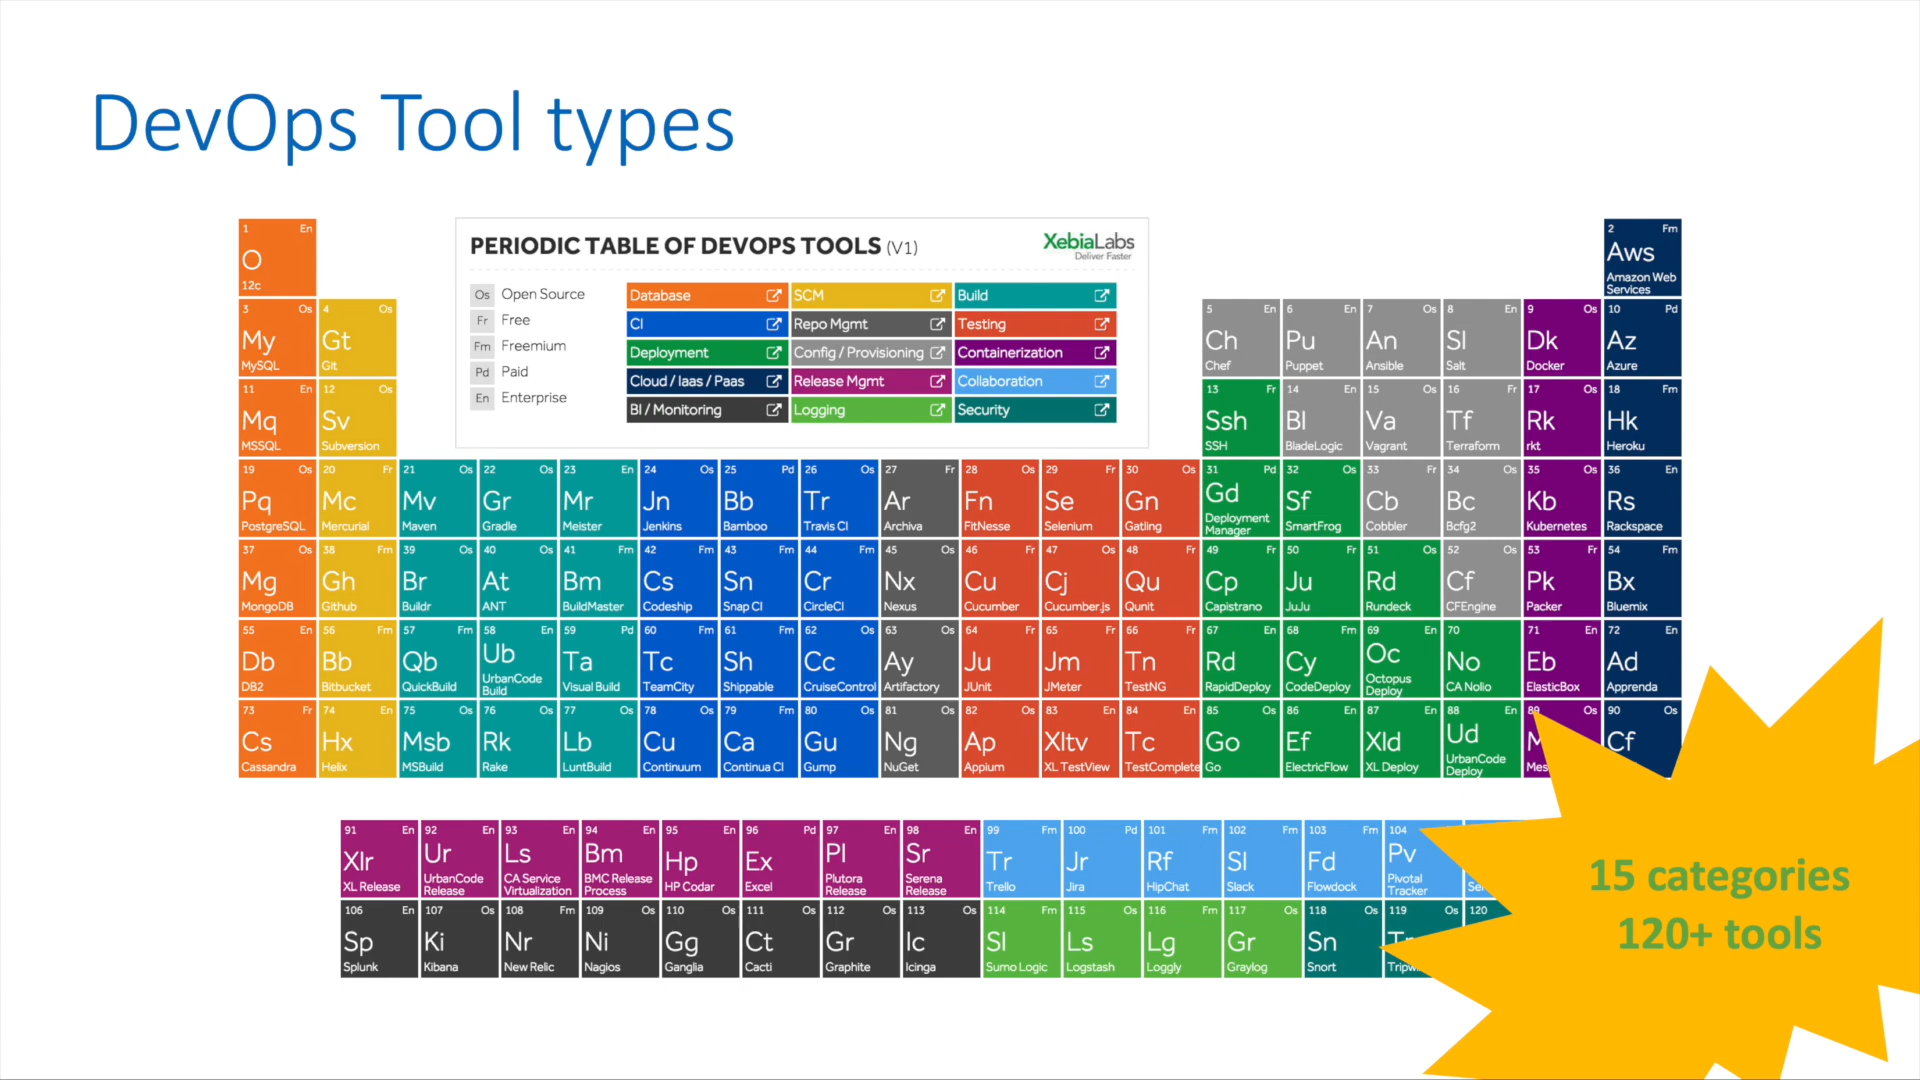 DevOps Tool types
PERIODIC TABLE OF DEVOPS TOOLS (V1)
XebiaLabs
Deliver Faster
Os Open Source
Fr Free
Fm Freemium
Pd Paid
En Enterprise
Database SCM Build
CI Repo Mgmt Testing
Deployment Config / Provisioning Containerization
Cloud / Iaas / Paas Release Mgmt Collaboration
BI / Monitoring Logging Security
1 En 2 Fm
O Aws
12c Amazon Web
Services
3 Os 4 Os 5 En 6 En 7 Os 8 En 9 Os 10 Pd
My Gt Ch Pu An Sl Dk Az
MySQL Git Chef Puppet Ansible Salt Docker Azure
11 En 12 Os 13 Fr 14 En 15 Os 16 Fr 17 Os 18 Fm
Mq Sv Ssh Bl Va Tf Rk Hk
MSSQL Subversion SSH BladeLogic Vagrant Terraform rkt Heroku
19 Os 20 Fr 21 Os 22 Os 23 En 24 Os 25 Pd 26 Os 27 Fr 28 Os 29 Fr 30 Os 31 Pd 32 Os 33 Fr 34 Os 35 Os 36 En
Pq Mc Mv Gr Mr Jn Bb Tr Ar Fn Se Gn Gd Sf Cb Bc Kb Rs
PostgreSQL Mercurial Maven Gradle Meister Jenkins Bamboo Travis CI Archiva FitNesse Selenium Gatling Deployment Manager SmartFrog Cobbler Bcfg2 Kubernetes Rackspace
37 Os 38 Fm 39 Os 40 Os 41 Fm 42 Fm 43 Fm 44 Fm 45 Os 46 Fr 47 Os 48 Fr 49 Fr 50 Fr 51 Os 52 Os 53 Fr 54 Fm
Mg Gh Br At Bm Cs Sn Cr Nx Cu Cj Qu Cp Ju Rd Cf Pk Bx
MongoDB Github Buildr ANT BuildMaster Codeship Snap CI CircleCI Nexus Cucumber Cucumber.js Qunit Capistrano JuJu Rundeck CFEngine Packer Bluemix
55 En 56 Fm 57 Fm 58 En 59 Pd 60 Fm 61 Fm 62 Os 63 Os 64 Fr 65 Fr 66 Fr 67 En 68 Fm 69 En 70 71 En 72 En
Db Bb Qb Ub Ta Tc Sh Cc Ay Ju Jm Tn Rd Cy Oc No Eb Ad
DB2 Bitbucket QuickBuild UrbanCode Build Visual Build TeamCity Shippable CruiseControl Artifactory JUnit JMeter TestNG RapidDeploy CodeDeploy Octopus Deploy CA Nolio ElasticBox Apprenda
73 Fr 74 En 75 Os 76 Os 77 Os 78 Os 79 Fm 80 Os 81 Os 82 Os 83 En 84 En 85 Os 86 En 87 En 88 En 89 Os 90 Os
Cs Hx Msb Rk Lb Cu Ca Gu Ng Ap Xltv Tc Go Ef Xld Ud Cf
Cassandra Helix MSBuild Rake LuntBuild Continuum Continua CI Gump NuGet Appium XL TestView TestComplete Go ElectricFlow XL Deploy UrbanCode Deploy
91 En 92 En 93 En 94 En 95 En 96 Pd 97 En 98 En 99 Fm 100 Pd 101 Fm 102 Fm 103 Fm 104
Xlr Ur Ls Bm Hp Ex Pl Sr Tr Jr Rf Sl Fd Pv
XL Release UrbanCode Release CA Service Virtualization BMC Release Process HP Codar Excel Plutora Release Serena Release Trello Jira HipChat Slack Flowdock Pivotal Tracker
106 En 107 Os 108 Fm 109 Os 110 Os 111 Os 112 Os 113 Os 114 Fm 115 Os 116 Fm 117 Os 118 Os 119 Os 120
Sp Ki Nr Ni Gg Ct Gr Ic Sl Ls Lg Gr Sn
Splunk Kibana New Relic Nagios Ganglia Cacti Graphite Icinga Sumo Logic Logstash Loggly Graylog Snort
15 categories
120+ tools